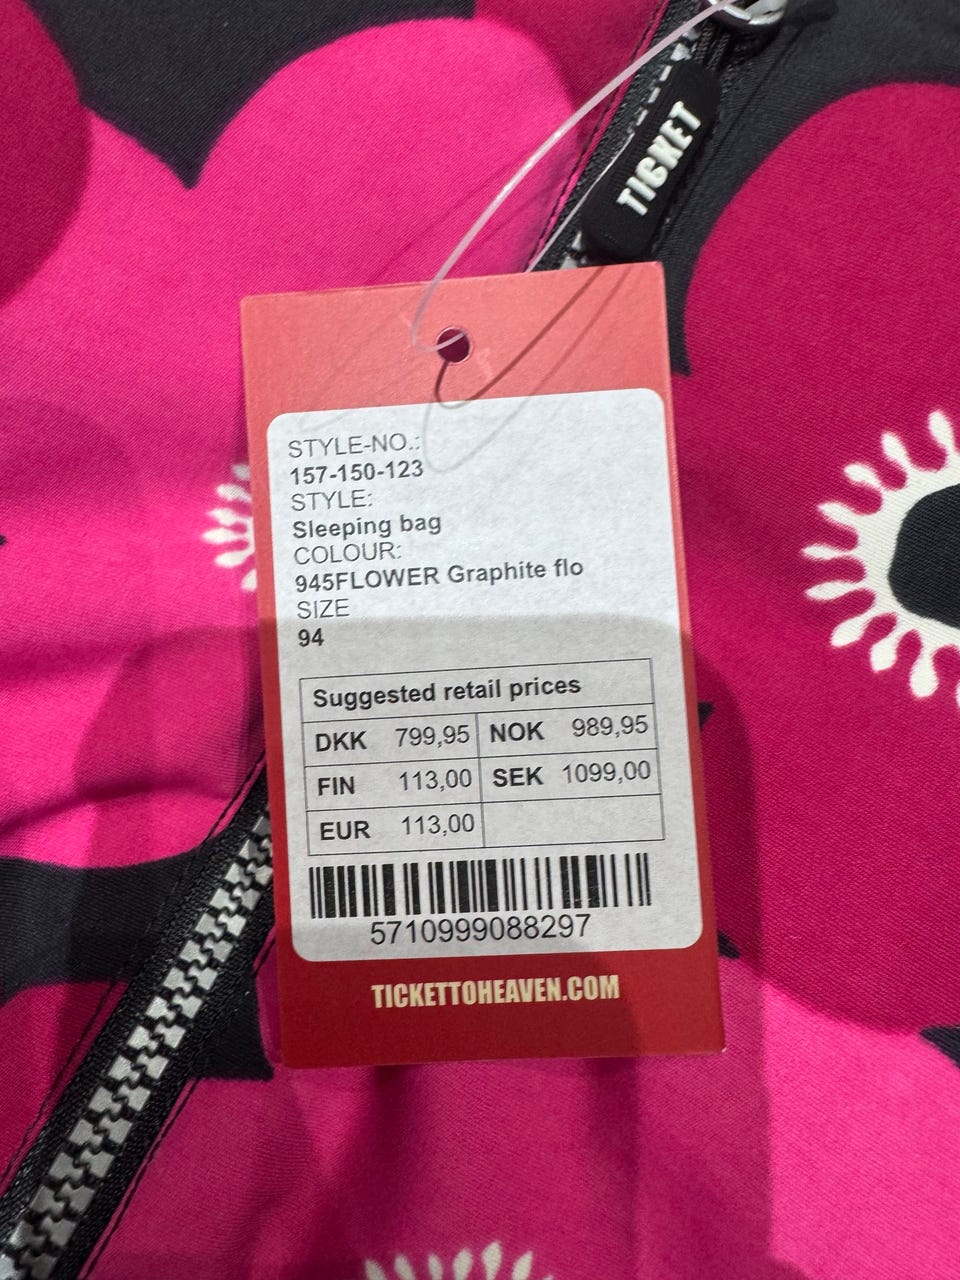 TICKET
STYLE-NO.:
157-150-123
STYLE:
Sleeping bag
COLOUR:
945FLOWER Graphite flo
SIZE
94
Suggested retail prices
DKK 799,95 NOK 989,95
FIN 113,00 SEK 1099,00
EUR 113,00
5710999088297
TICKETTOHEAVEN.COM